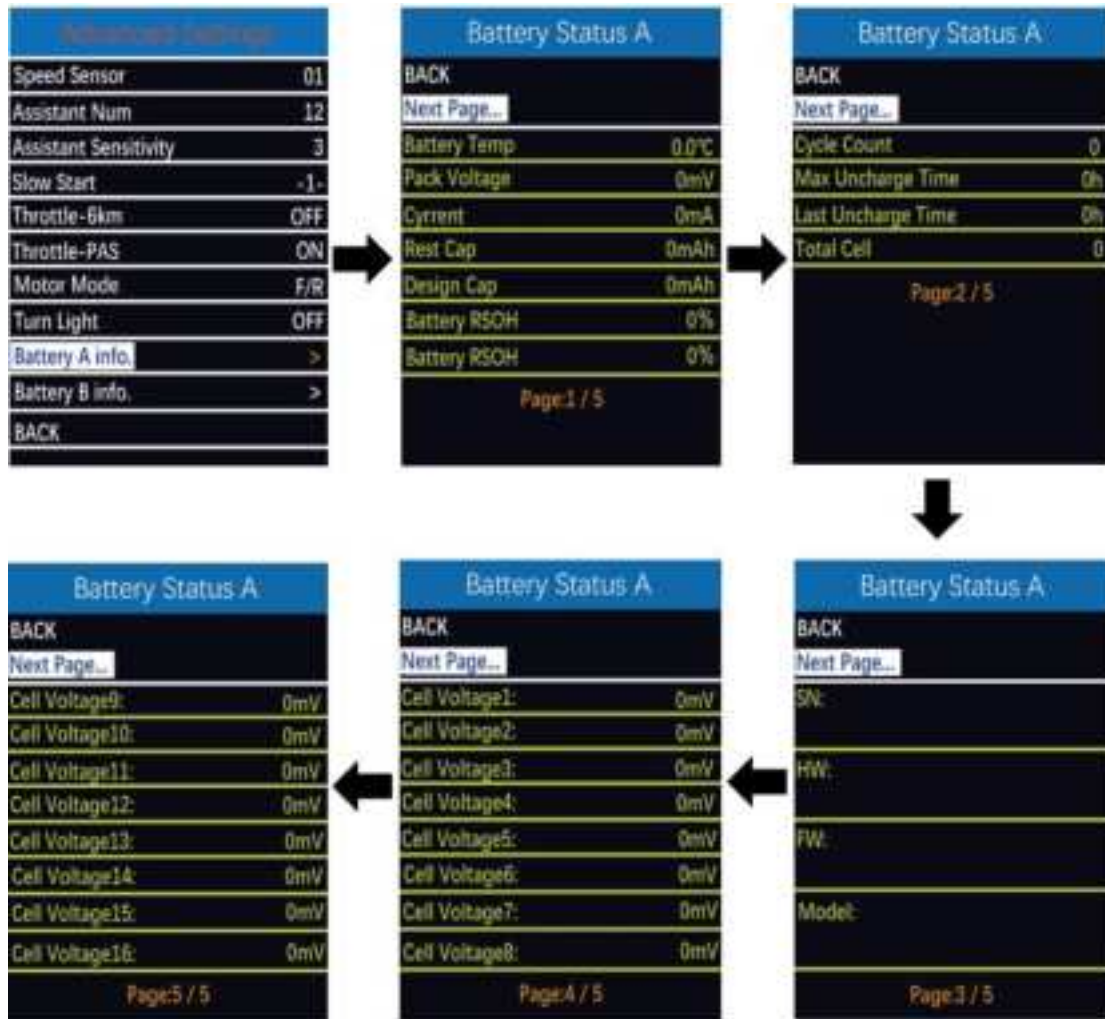 Advanced Settings
Speed Sensor 01
Assistant Num 12
Assistant Sensitivity 3
Slow Start -1-
Throttle-6km OFF
Throttle-PAS ON
Motor Mode F/R
Turn Light OFF
Battery A info. >
Battery B info. >
BACK
Battery Status A
BACK
Next Page...
Battery Temp 0.0℃
Pack Voltage 0mV
Cyrrent 0mA
Rest Cap 0mAh
Design Cap 0mAh
Battery RSOH 0%
Battery RSOH 0%
Page:1 / 5
Battery Status A
BACK
Next Page...
Cycle Count 0
Max Uncharge Time 0h
Last Uncharge Time 0h
Total Cell 0
Page:2 / 5
Battery Status A
BACK
Next Page...
SN:
HW:
FW:
Model:
Page:3 / 5
Battery Status A
BACK
Next Page...
Cell Voltage1: 0mV
Cell Voltage2: 0mV
Cell Voltage3: 0mV
Cell Voltage4: 0mV
Cell Voltage5: 0mV
Cell Voltage6: 0mV
Cell Voltage7: 0mV
Cell Voltage8: 0mV
Page:4 / 5
Battery Status A
BACK
Next Page...
Cell Voltage9: 0mV
Cell Voltage10: 0mV
Cell Voltage11: 0mV
Cell Voltage12: 0mV
Cell Voltage13: 0mV
Cell Voltage14: 0mV
Cell Voltage15: 0mV
Cell Voltage16: 0mV
Page:5 / 5